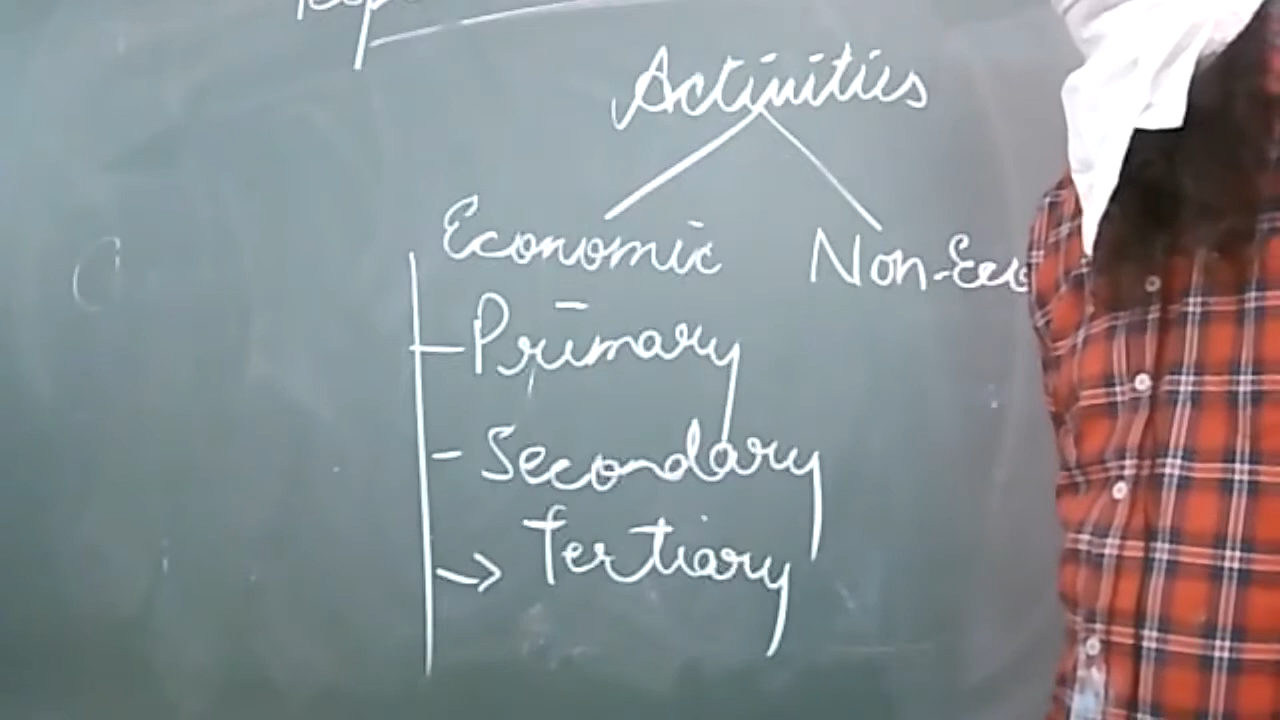 Activities
Economic Non-Eco
- Primary
- Secondary
→ Tertiary